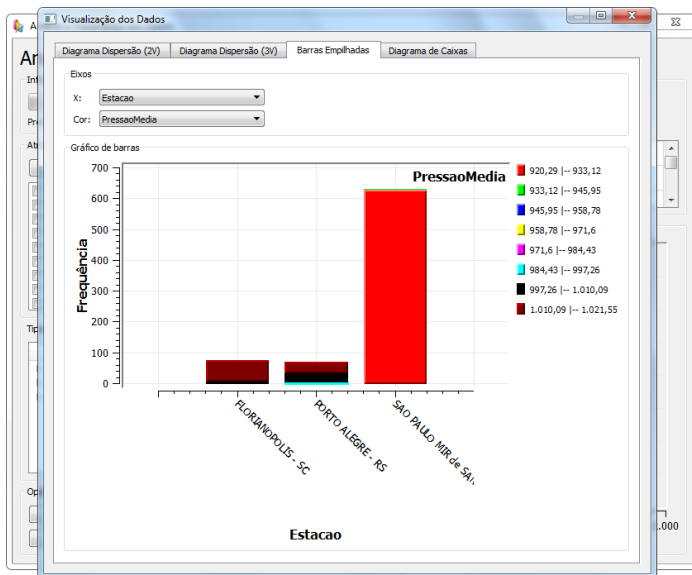 Visualização dos Dados
Diagrama Dispersão (2V)
Diagrama Dispersão (3V)
Barras Empilhadas
Diagrama de Caixas
Eixos
X:
Estacao
Cor:
PressaoMedia
Gráfico de barras
PressaoMedia
700
600
500
400
300
200
100
0
Frequência
920,29 |-- 933,12
933,12 |-- 945,95
945,95 |-- 958,78
958,78 |-- 971,6
971,6 |-- 984,43
984,43 |-- 997,26
997,26 |-- 1.010,09
1.010,09 |-- 1.021,55
FLORIANOPOLIS - SC
PORTO ALEGRE - RS
SAO PAULO MIR de
Estacao
.000